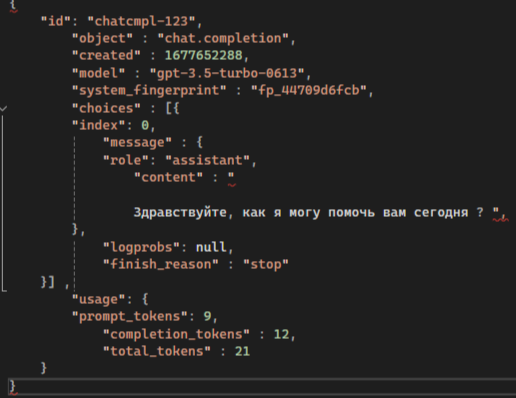 {
"id": "chatcmpl-123",
"object" : "chat.completion",
"created" : 1677652288,
"model" : "gpt-3.5-turbo-0613",
"system_fingerprint" : "fp_44709d6fcb",
"choices" : [{
"index": 0,
"message" : {
"role": "assistant",
"content" : "
Здравствуйте, как я могу помочь вам сегодня ? ",
},
"logprobs": null,
"finish_reason" : "stop"
}] ,
"usage": {
"prompt_tokens": 9,
"completion_tokens" : 12,
"total_tokens" : 21
}
}